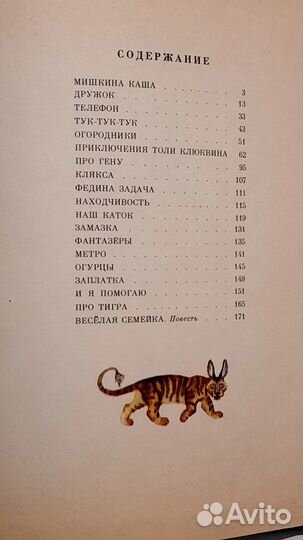 СОДЕРЖАНИЕ
МИШКИНА КАША . . . . . . . 3
ДРУЖОК . . . . . . . . . . 13
ТЕЛЕФОН . . . . . . . . . 33
ТУК-ТУК-ТУК . . . . . . . 43
ОГОРОДНИКИ . . . . . . . . 51
ПРИКЛЮЧЕНИЯ ТОЛИ КЛЮКВИНА 62
ПРО ГЕНУ . . . . . . . . . 95
КЛЯКСА . . . . . . . . . . 107
ФЕДИНА ЗАДАЧА . . . . . . 111
НАХОДЧИВОСТЬ . . . . . . . 115
НАШ КАТОК . . . . . . . . 119
ЗАМАЗКА . . . . . . . . . 131
ФАНТАЗЁРЫ . . . . . . . . 135
МЕТРО . . . . . . . . . . 141
ОГУРЦЫ . . . . . . . . . . 145
ЗАПЛАТКА . . . . . . . . . 149
И Я ПОМОГАЮ . . . . . . . 151
ПРО ТИГРА . . . . . . . . 165
ВЕСЁЛАЯ СЕМЕЙКА. Повесть . . 171
Avito